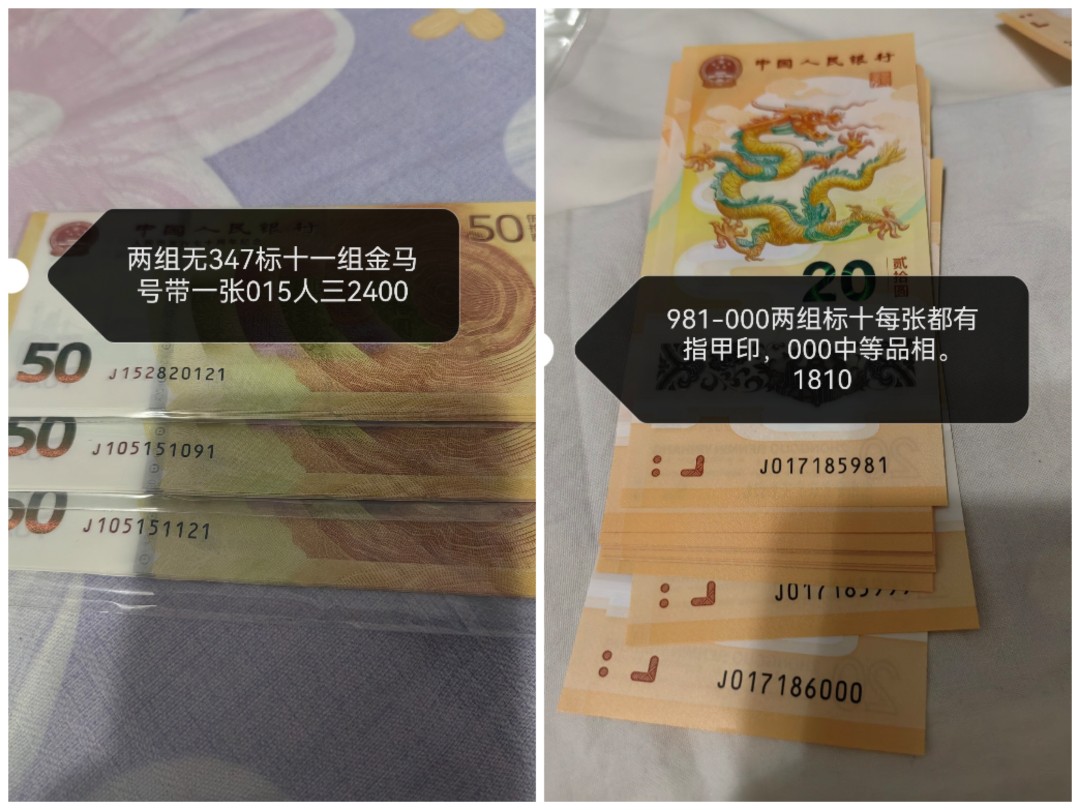 中国人民银行
50
两组无347标十一组金马
号带一张015人三2400
50
J152820121
50
J105151091
50
J105151121
中国人民银行
20
贰拾圆
981-000两组标十每张都有
指甲印，000中等品相。
1810
J017185981
J017186000